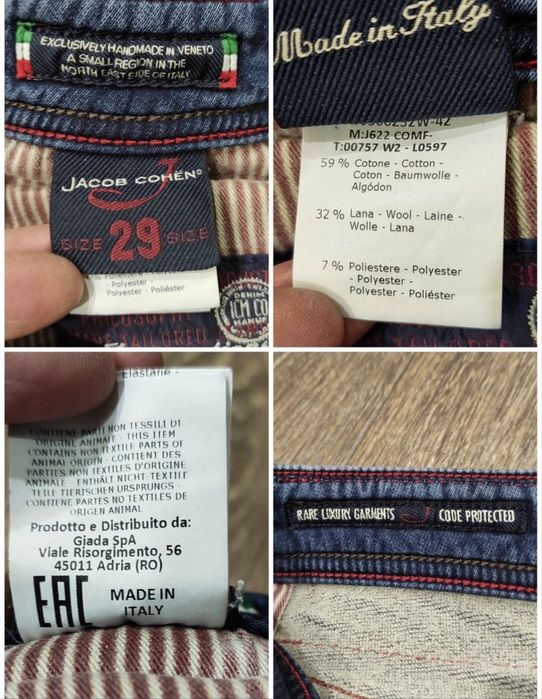 EXCLUSIVELY HANDMADE IN VENETO
A SMALL REGION IN THE
NORTH EAST SIDE OF ITALY
JACOB COHËN®
SIZE 29 SIZE
- Polyester -
- Polyester -
Polyester - Poliéster
DENIM
MANUF
TAILORED
Made in Italy
M:J622 COMF-
T:00757 W2 - L0597
59 % Cotone - Cotton -
Coton - Baumwolle -
Algódon
32 % Lana - Wool - Laine -
Wolle - Lana
7 % Poliestere - Polyester
- Polyester -
Polyester - Poliéster
Elastane -
CONTIENE PARTI NON TESSILI DI
ORIGINE ANIMALE - THIS ITEM
CONTAINS NON TEXTILE PARTS OF
ANIMAL ORIGIN - CONTIENT DES
PARTIES NON TEXTILES D'ORIGINE
ANIMALE - ENTHÄLT NICHT-TEXTILE
TEILE TIERISCHEN URSPRUNGS -
CONTIENE PARTES NO TEXTILES DE
ORIGEN ANIMAL
Prodotto e Distribuito da:
Giada SpA
Viale Risorgimento, 56
45011 Adria (RO)
EAC MADE IN
ITALY
RARE LUXURY GARMENTS CODE PROTECTED